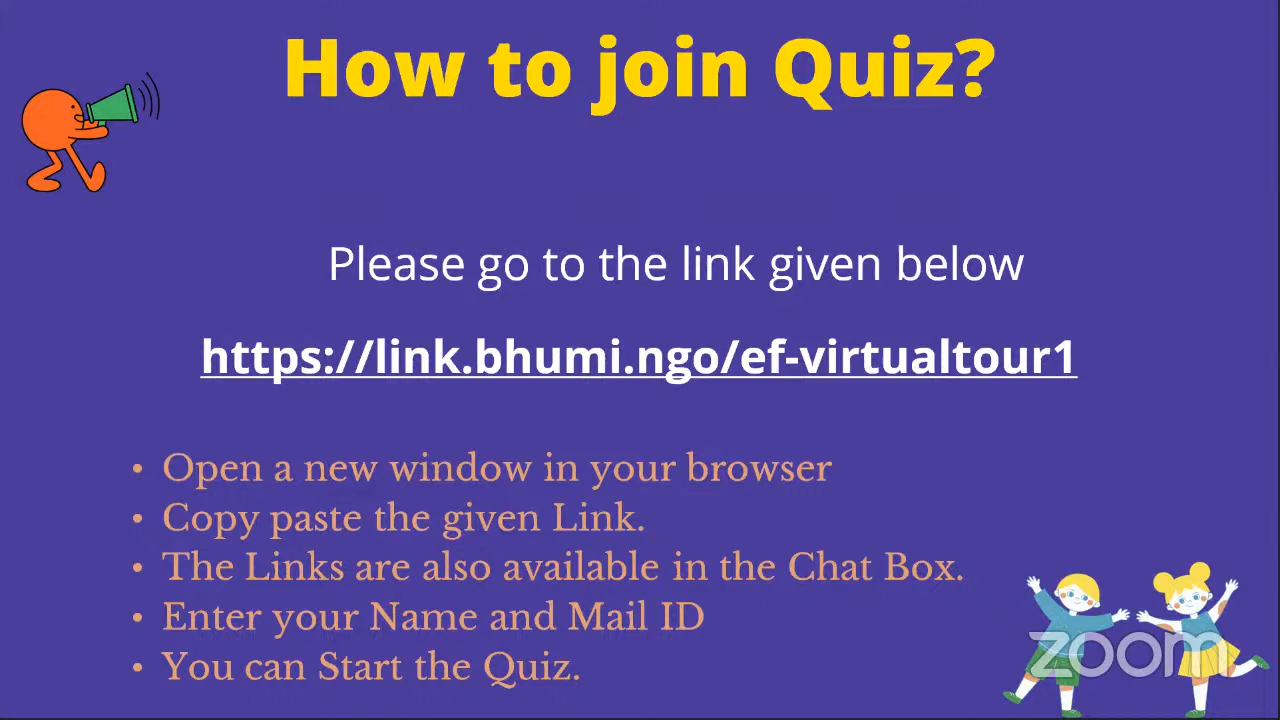 How to join Quiz?
Please go to the link given below
https://link.bhumi.ngo/ef-virtualtour1
• Open a new window in your browser
• Copy paste the given Link.
• The Links are also available in the Chat Box.
• Enter your Name and Mail ID
• You can Start the Quiz.
zoom